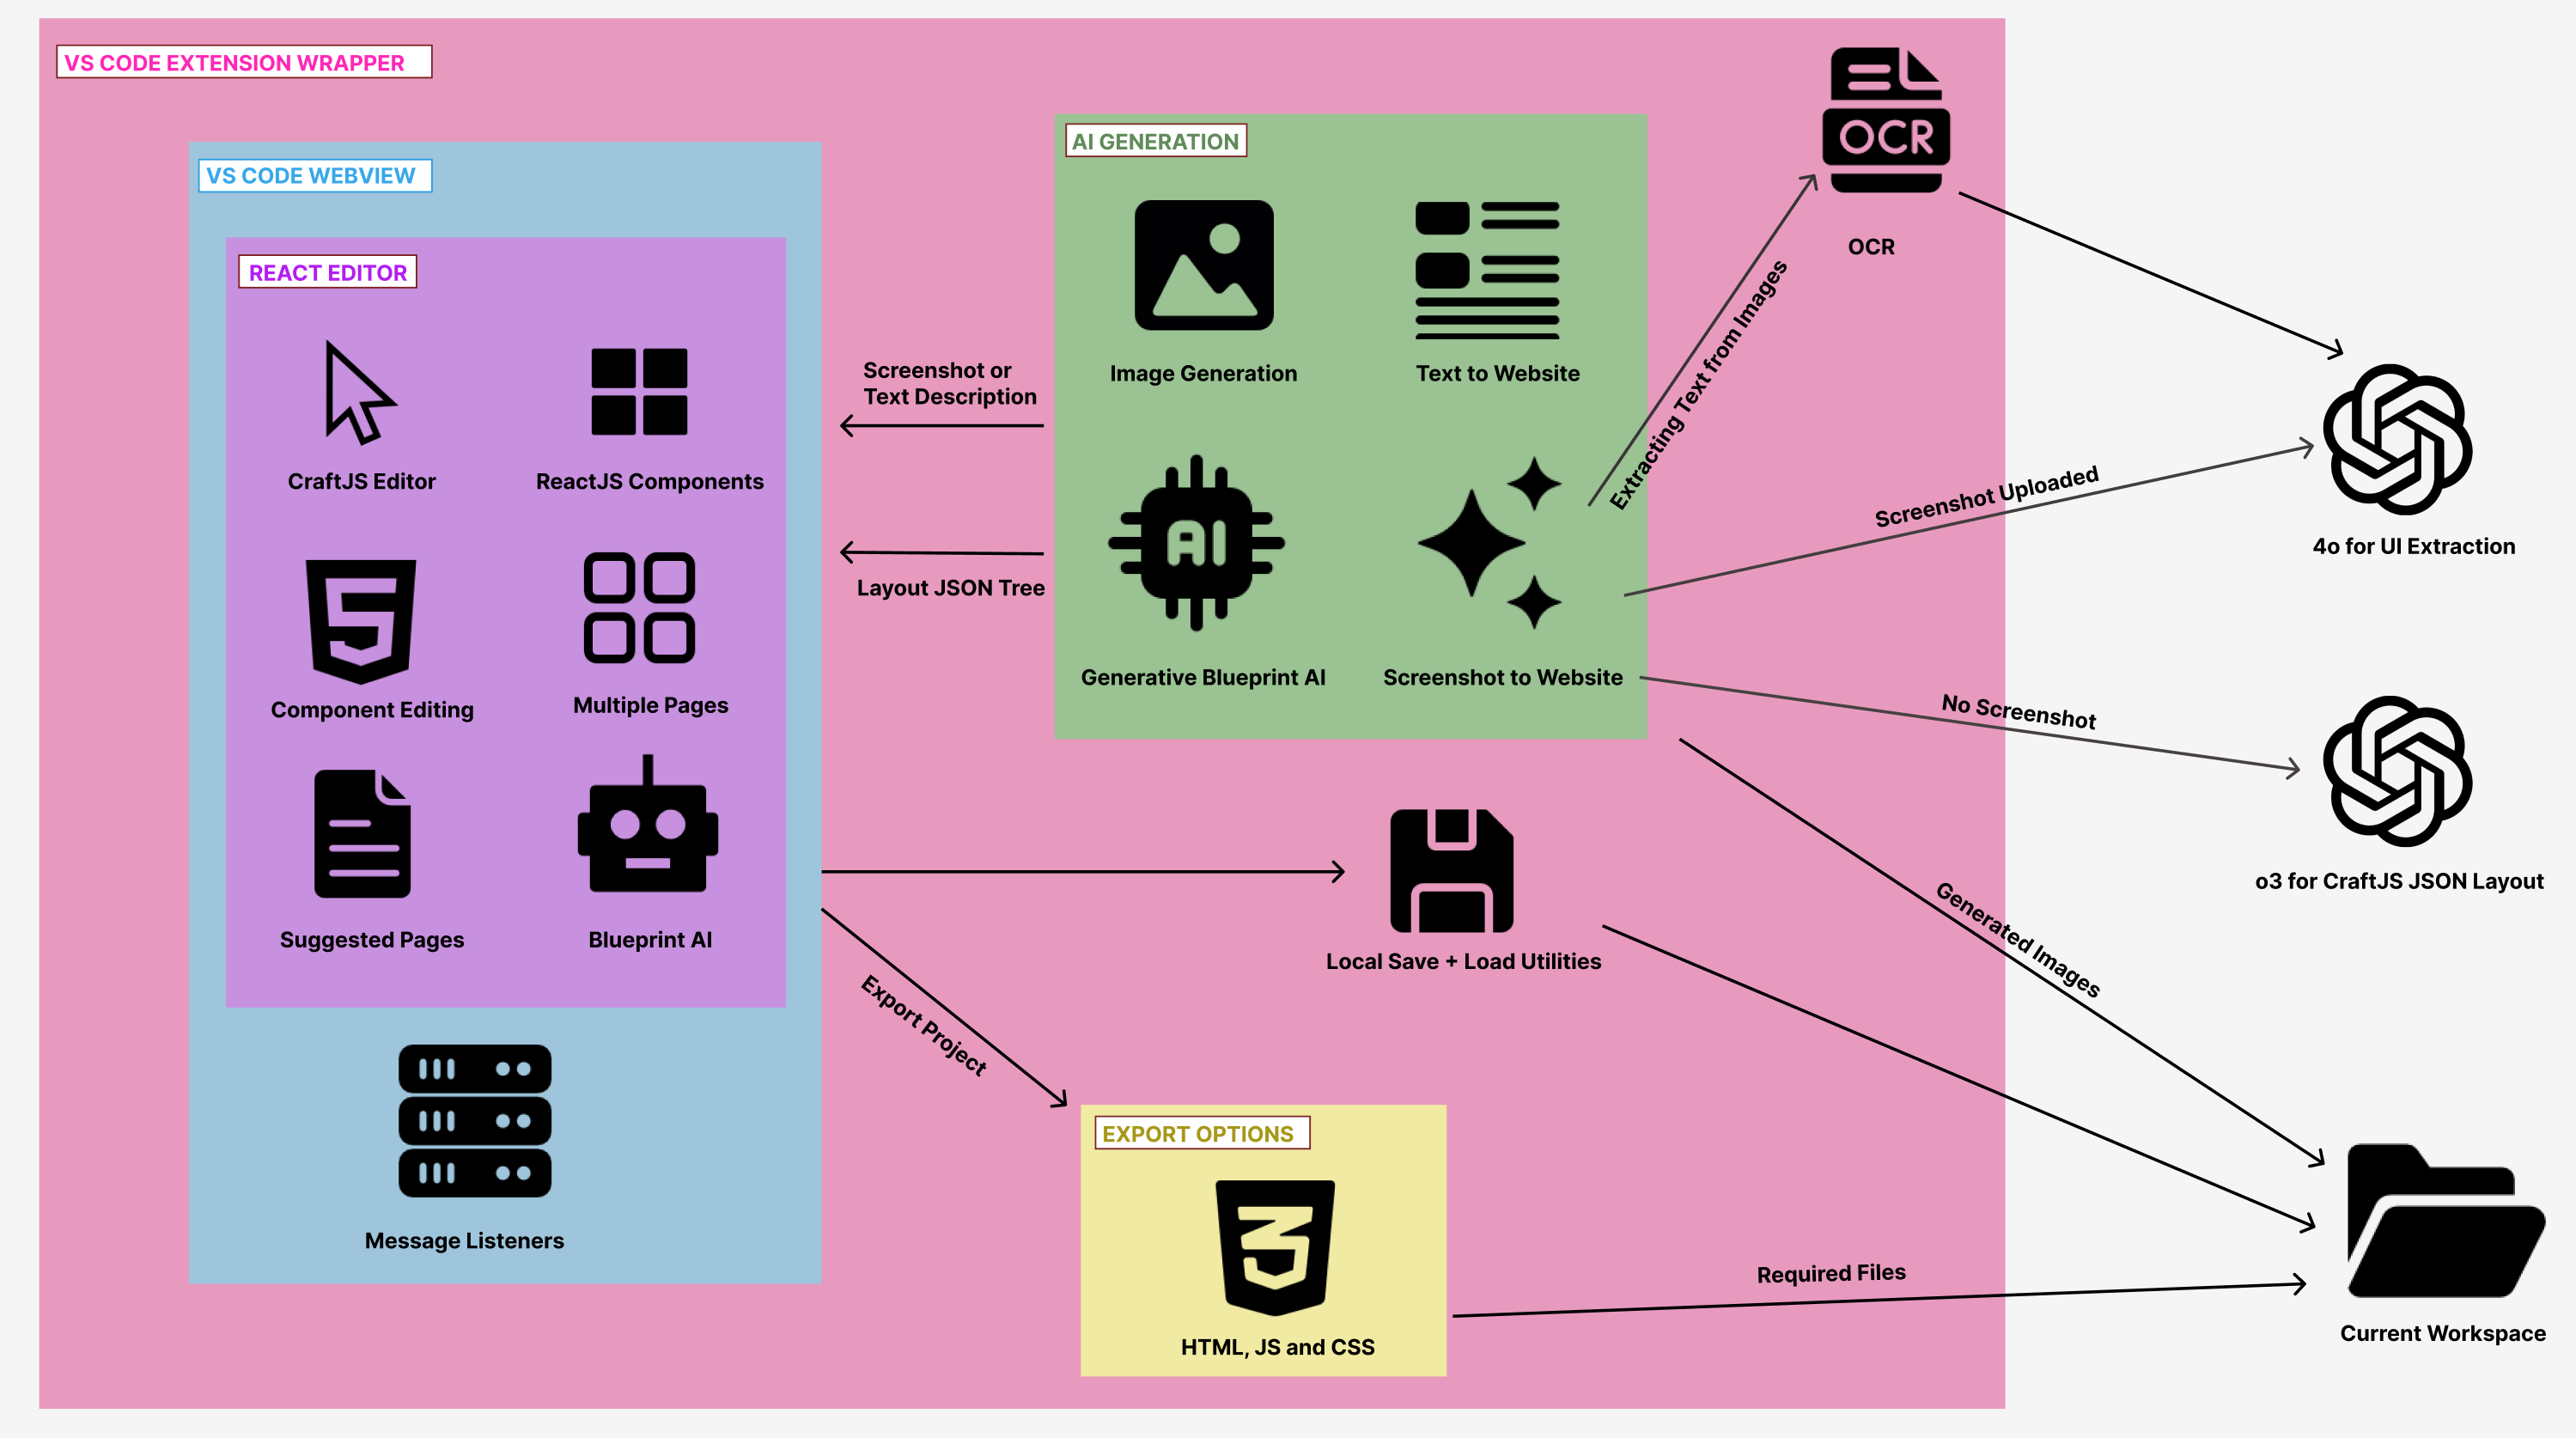 VS CODE EXTENSION WRAPPER
VS CODE WEBVIEW
REACT EDITOR
CraftJS Editor
ReactJS Components
Component Editing
Multiple Pages
Suggested Pages
Blueprint AI
Message Listeners
Screenshot or
Text Description
Layout JSON Tree
AI GENERATION
Image Generation
Text to Website
AI
Generative Blueprint AI
Screenshot to Website
OCR
OCR
Extracting Text from Images
Screenshot Uploaded
4o for UI Extraction
No Screenshot
o3 for CraftJS JSON Layout
Local Save + Load Utilities
Generated Images
Export Project
EXPORT OPTIONS
HTML, JS and CSS
Required Files
Current Workspace